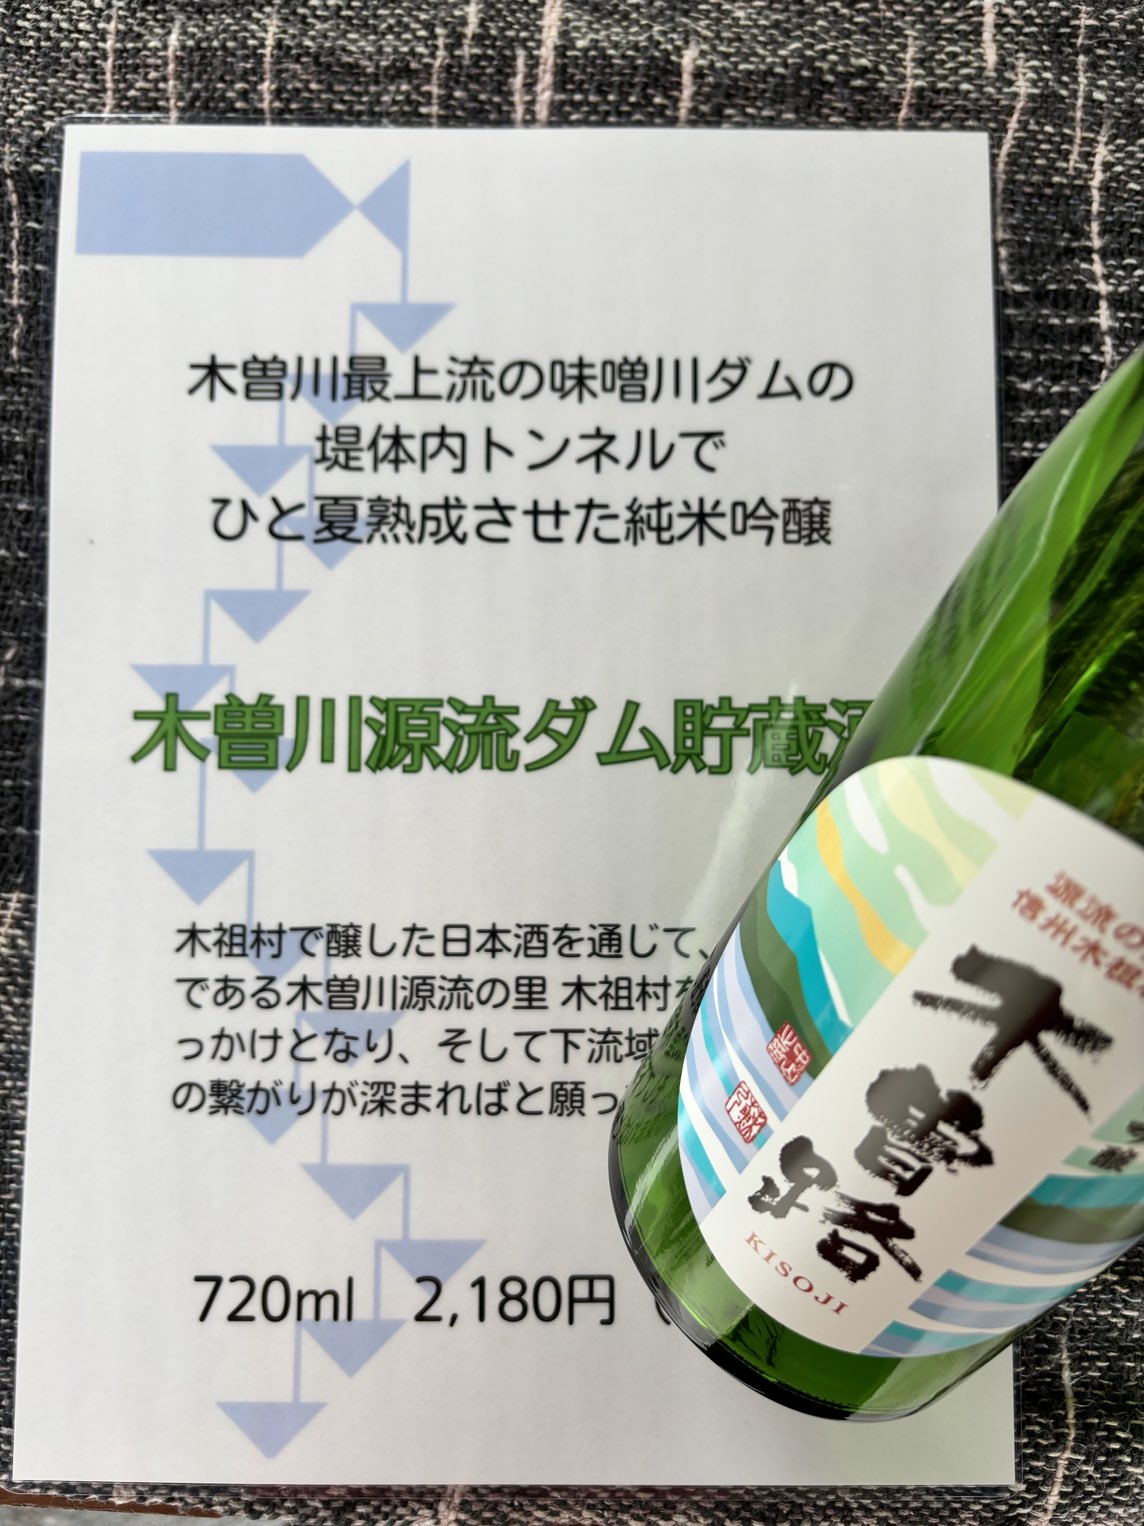 木曽川最上流の味噌川ダムの
堤体内トンネルで
ひと夏熟成させた純米吟醸
木曽川源流ダム貯蔵酒
木祖村で醸した日本酒を通じて、
である木曽川源流の里 木祖村を
っかけとなり、そして下流域
の繋がりが深まればと願っ
720ml 2,180円 (
源流の
信州木祖
木曽路
KISOJI